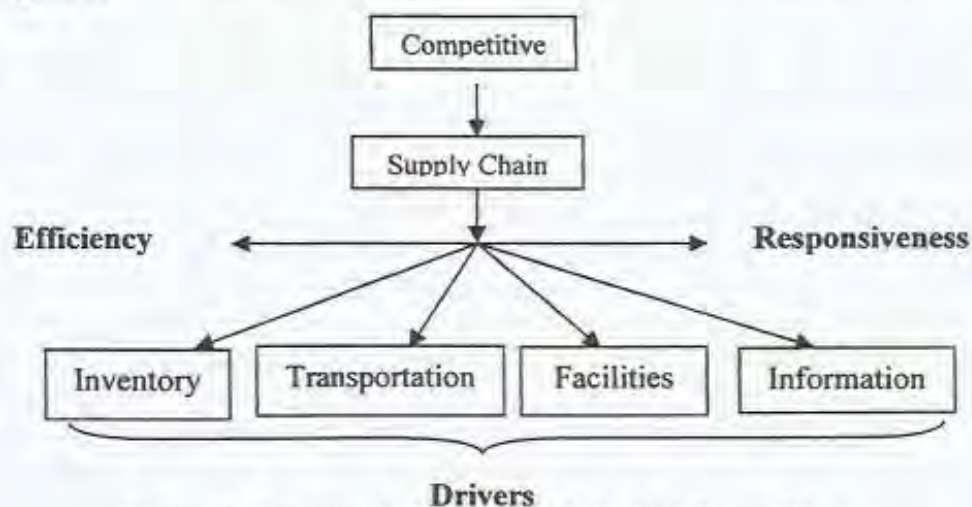 Competitive
Supply Chain
Efficiency
Responsiveness
Inventory
Transportation
Facilities
Information
Drivers